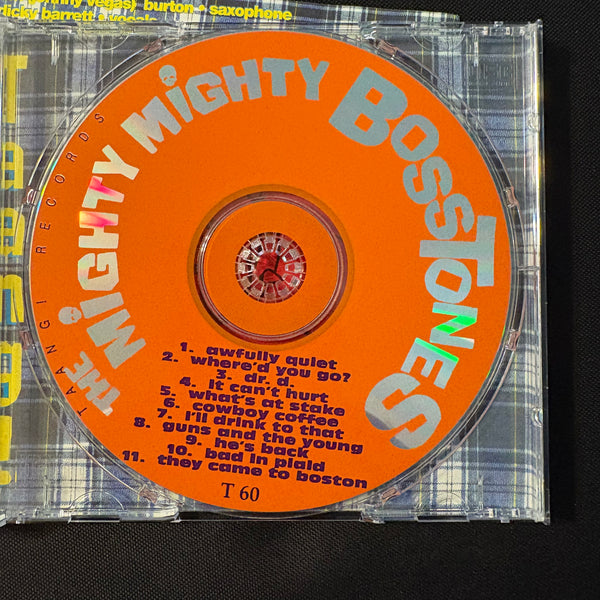 (johnny vegas) burton • saxophone
dicky barrett • vocals
TAANG! RECORDS
THE MIGHTY MIGHTY BOSSTONES
1. awfully quiet
2. where'd you go?
3. dr. d.
4. it can't hurt
5. what's at stake
6. cowboy coffee
7. i'll drink to that
8. guns and the young
9. he's back
10. bad in plaid
11. they came to boston
T 60